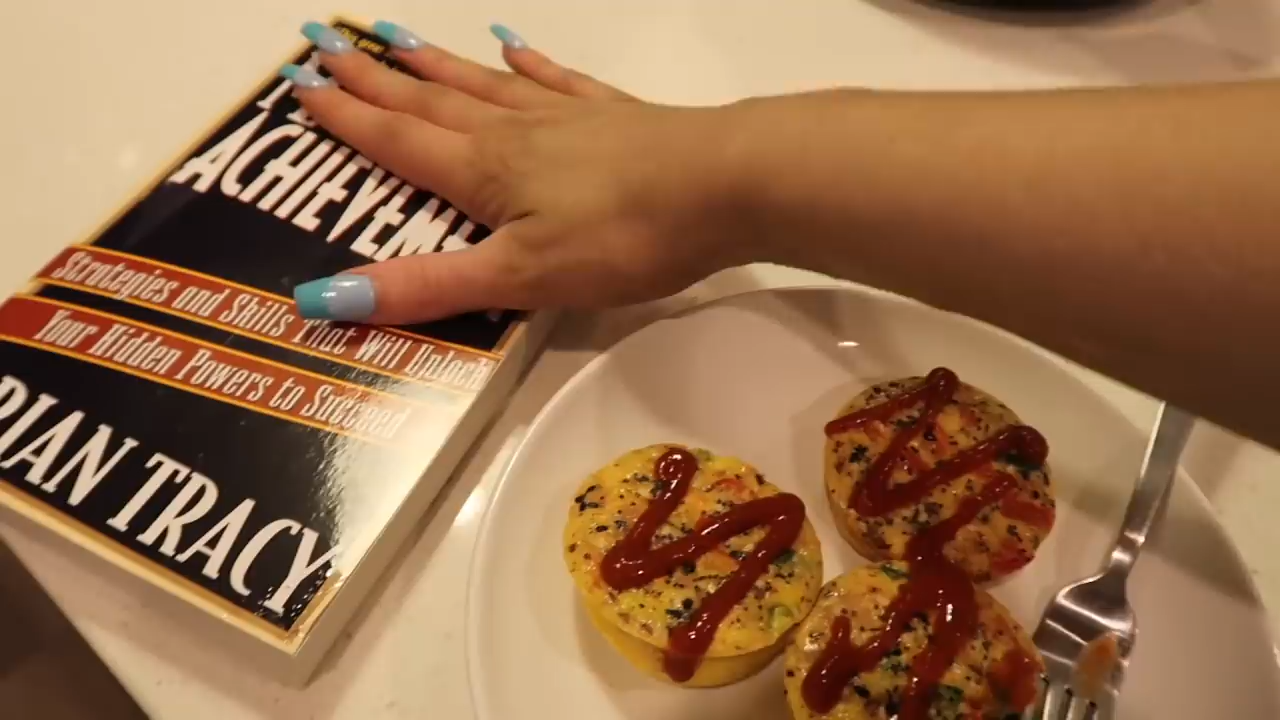 ACHIEVEM
Strategies and Skills That Will Unlock
Your Hidden Powers to Succeed
RIAN TRACY